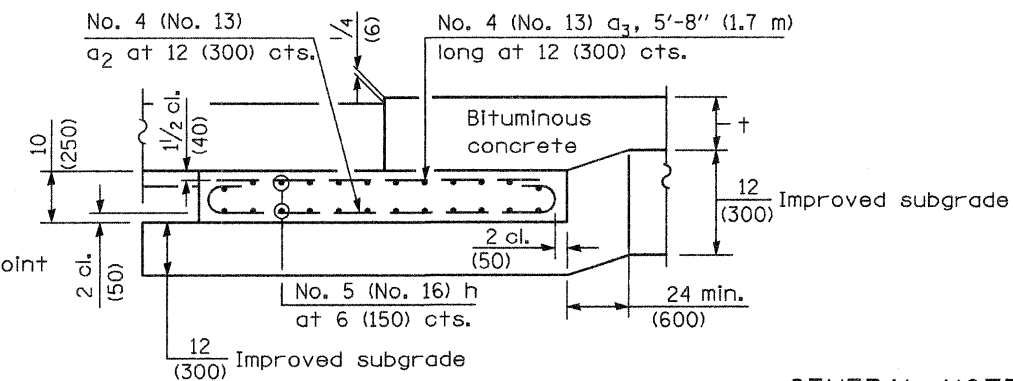 No. 4 (No. 13)
a2 at 12 (300) cts.
1/4
(6)
No. 4 (No. 13) a3, 5'-8" (1.7 m)
long at 12 (300) cts.
1 1/2 cl.
(40)
Bituminous
concrete
t
10
(250)
12
(300)
Improved subgrade
oint
2 cl.
(50)
2 cl.
(50)
No. 5 (No. 16) h
at 6 (150) cts.
24 min.
(600)
12
(300)
Improved subgrade